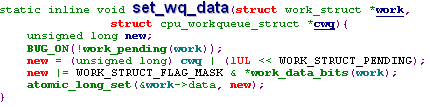 static inline void set_wq_data(struct work_struct *work,
struct cpu_workqueue_struct *cwq){
unsigned long new;
BUG_ON(!work_pending(work));
new = (unsigned long) cwq | (1UL << WORK_STRUCT_PENDING);
new |= WORK_STRUCT_FLAG_MASK & *work_data_bits(work);
atomic_long_set(&work->data, new);
}